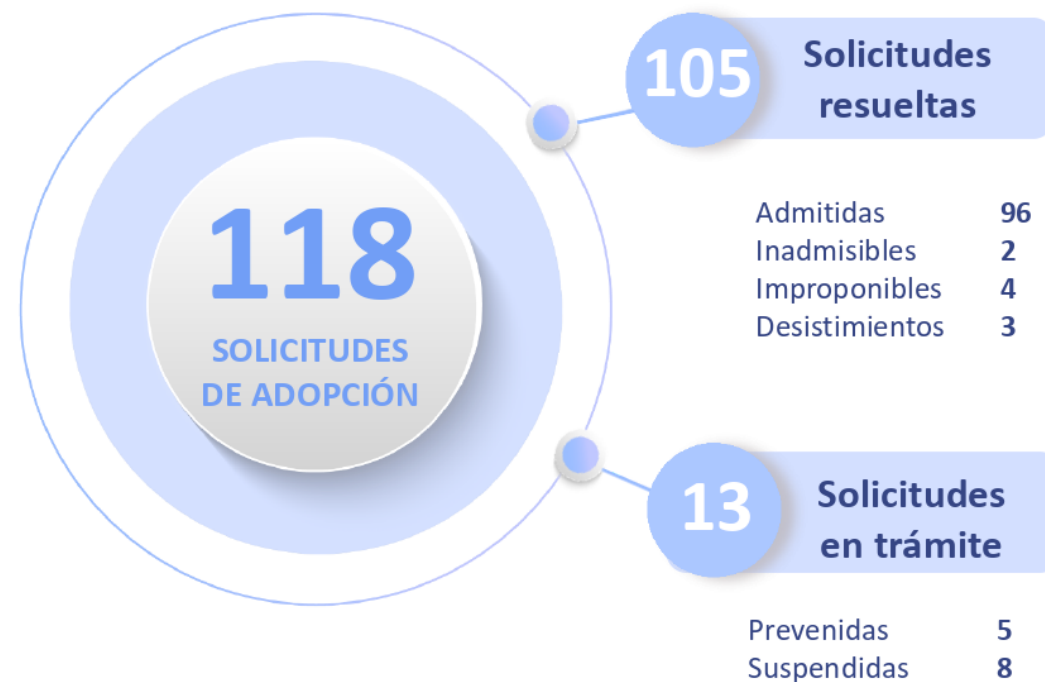 118
SOLICITUDES
DE ADOPCIÓN
105
Solicitudes
resueltas
Admitidas 96
Inadmisibles 2
Improponibles 4
Desistimientos 3
13
Solicitudes
en trámite
Prevenidas 5
Suspendidas 8